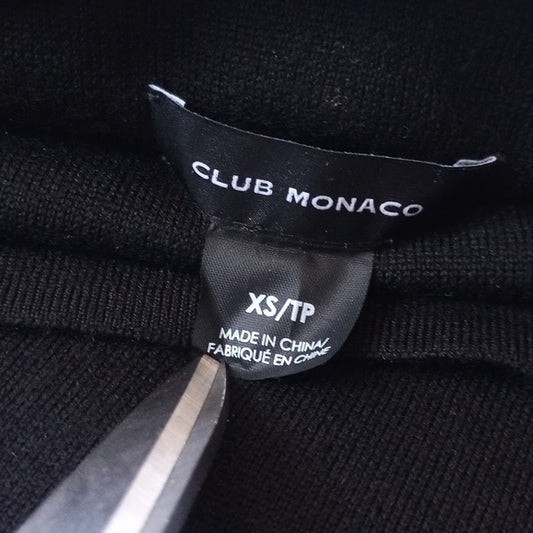 CLUB MONACO
XS/TP
MADE IN CHINA/
FABRIQUÉ EN CHINE